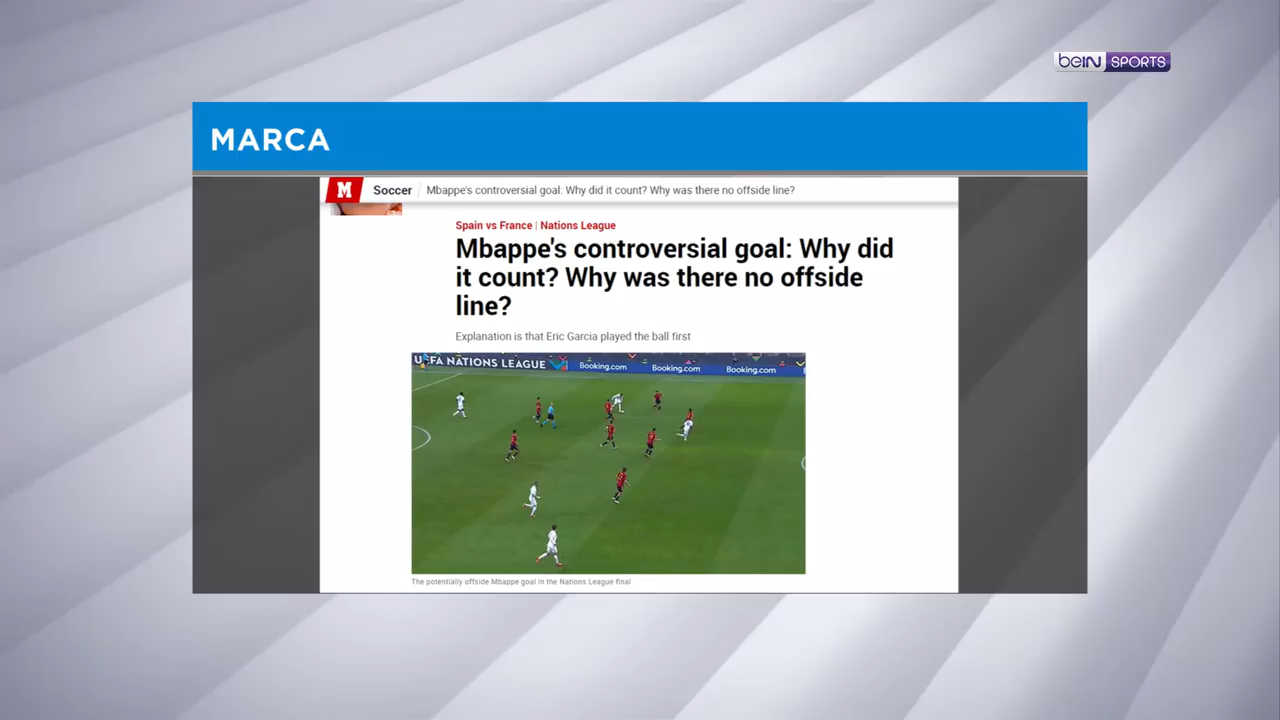 beIN SPORTS
MARCA
M Soccer / Mbappe's controversial goal: Why did it count? Why was there no offside line?
Spain vs France | Nations League
Mbappe's controversial goal: Why did
it count? Why was there no offside
line?
Explanation is that Eric Garcia played the ball first
UEFA NATIONS LEAGUE Booking.com Booking.com Booking.com
The potentially offside Mbappe goal in the Nations League final